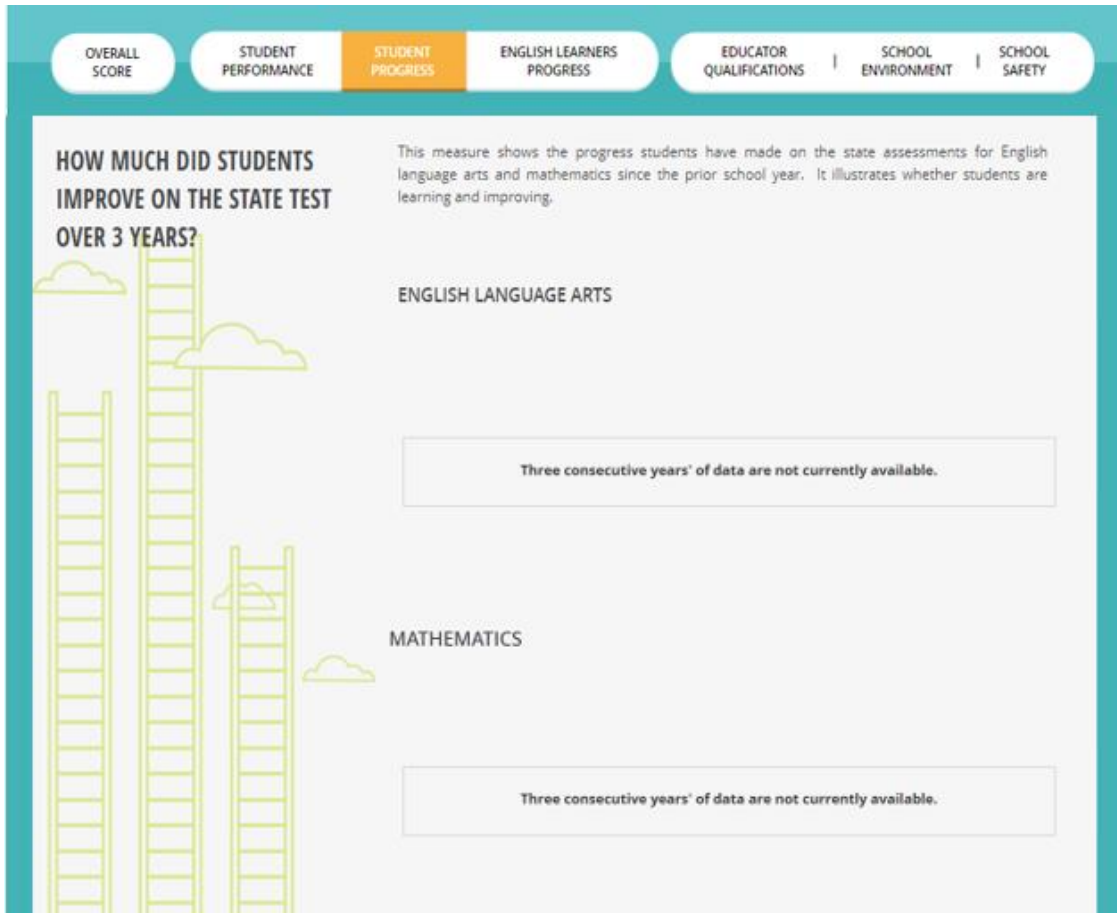 OVERALL
SCORE
STUDENT
PERFORMANCE
STUDENT
PROGRESS
ENGLISH LEARNERS
PROGRESS
EDUCATOR
QUALIFICATIONS
|
SCHOOL
ENVIRONMENT
|
SCHOOL
SAFETY
HOW MUCH DID STUDENTS
IMPROVE ON THE STATE TEST
OVER 3 YEARS?
This measure shows the progress students have made on the state assessments for English
language arts and mathematics since the prior school year. It illustrates whether students are
learning and improving.
ENGLISH LANGUAGE ARTS
Three consecutive years' of data are not currently available.
MATHEMATICS
Three consecutive years' of data are not currently available.